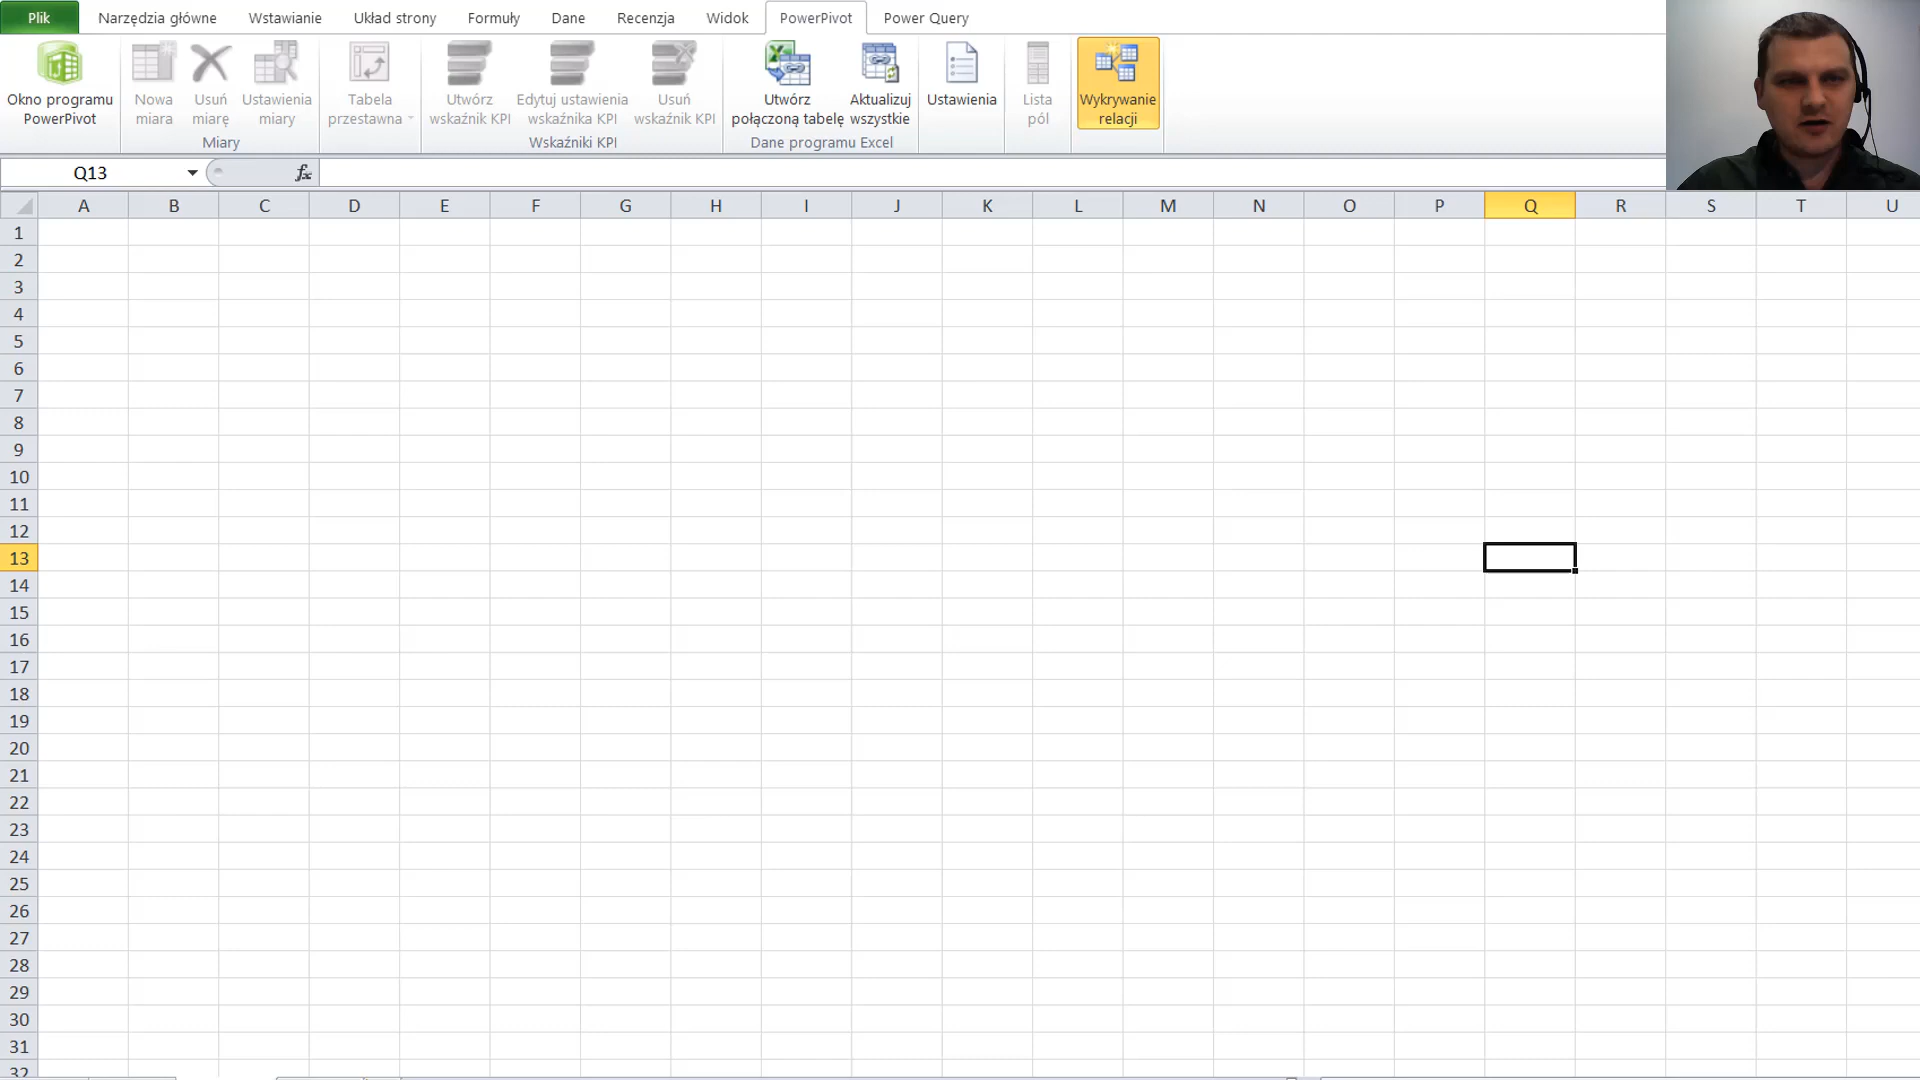 Plik Narzędzia główne Wstawianie Układ strony Formuły Dane Recenzja Widok PowerPivot Power Query
Okno programu PowerPivot
Nowa miara
Usuń miarę
Ustawienia miary
Miary
Tabela przestawna
Utwórz wskaźnik KPI
Edytuj ustawienia wskaźnika KPI
Usuń wskaźnik KPI
Wskaźniki KPI
Utwórz połączoną tabelę
Aktualizuj wszystkie
Dane programu Excel
Ustawienia
Lista pól
Wykrywanie relacji
Q13 fx
A B C D E F G H I J K L M N O P Q R S T U
1
2
3
4
5
6
7
8
9
10
11
12
13
14
15
16
17
18
19
20
21
22
23
24
25
26
27
28
29
30
31
32